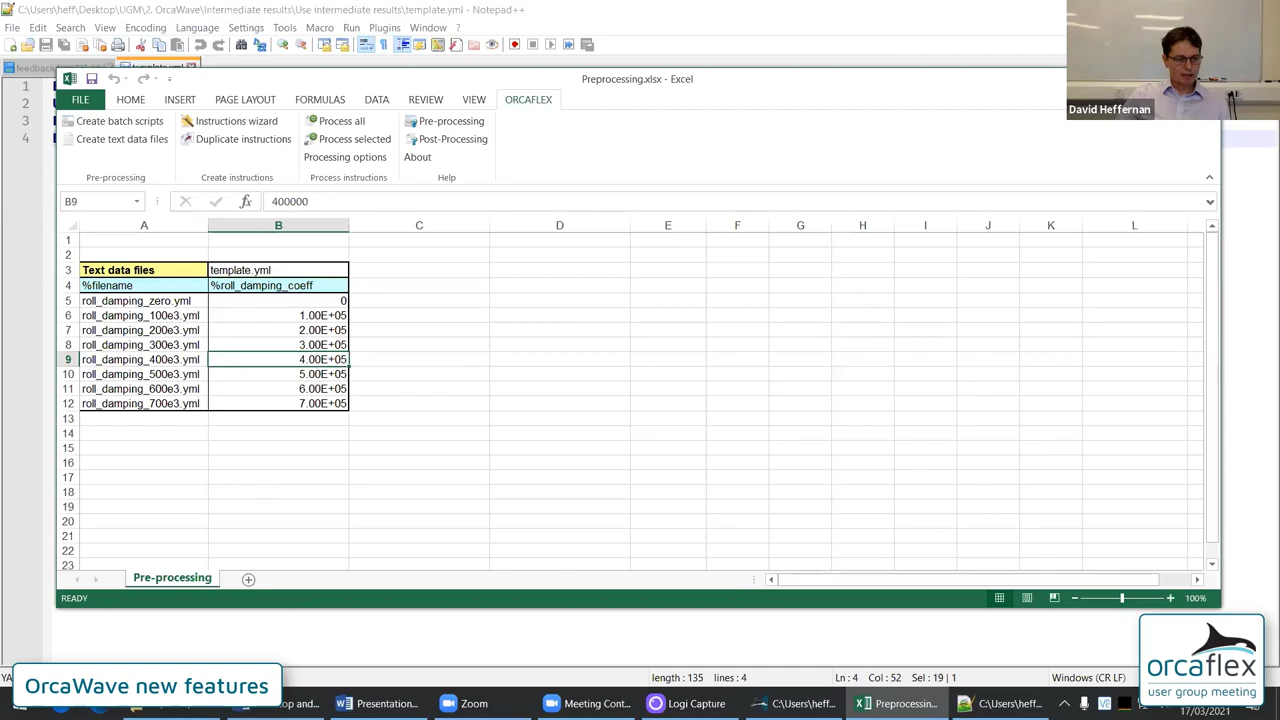 C:\Users\heff\Desktop\UGM\2. OrcaWave\Intermediate results\Use intermediate results\template.yml - Notepad++
File Edit Search View Encoding Language Settings Tools Macro Run Plugins Window ?
template.yml
Preprocessing.xlsx - Excel
FILE HOME INSERT PAGE LAYOUT FORMULAS DATA REVIEW VIEW ORCAFLEX
David Heffernan
Create batch scripts Instructions wizard Process all Pre-processing
Create text data files Duplicate instructions Process selected Post-Processing
Processing options About
Pre-processing Create instructions Process instructions Help
B9 fx 400000
A B C D E F G H I J K L
1
2
3 Text data files template.yml
4 %filename %roll_damping_coeff
5 roll_damping_zero.yml 0
6 roll_damping_100e3.yml 1.00E+05
7 roll_damping_200e3.yml 2.00E+05
8 roll_damping_300e3.yml 3.00E+05
9 roll_damping_400e3.yml 4.00E+05
10 roll_damping_500e3.yml 5.00E+05
11 roll_damping_600e3.yml 6.00E+05
12 roll_damping_700e3.yml 7.00E+05
13
14
15
16
17
18
19
20
21
22
23
1
2
3
4
Pre-processing
READY 100%
length : 135 lines : 4 Ln : 4 Col : 52 Sel : 19 | 1 Windows (CR LF)
OrcaWave new features
orcaflex
user group meeting
Presentation... Zoom Meeting Cont... Logi Capture C:\Users\heff... Preprocessin... C:\Users\heff...
17/03/2021